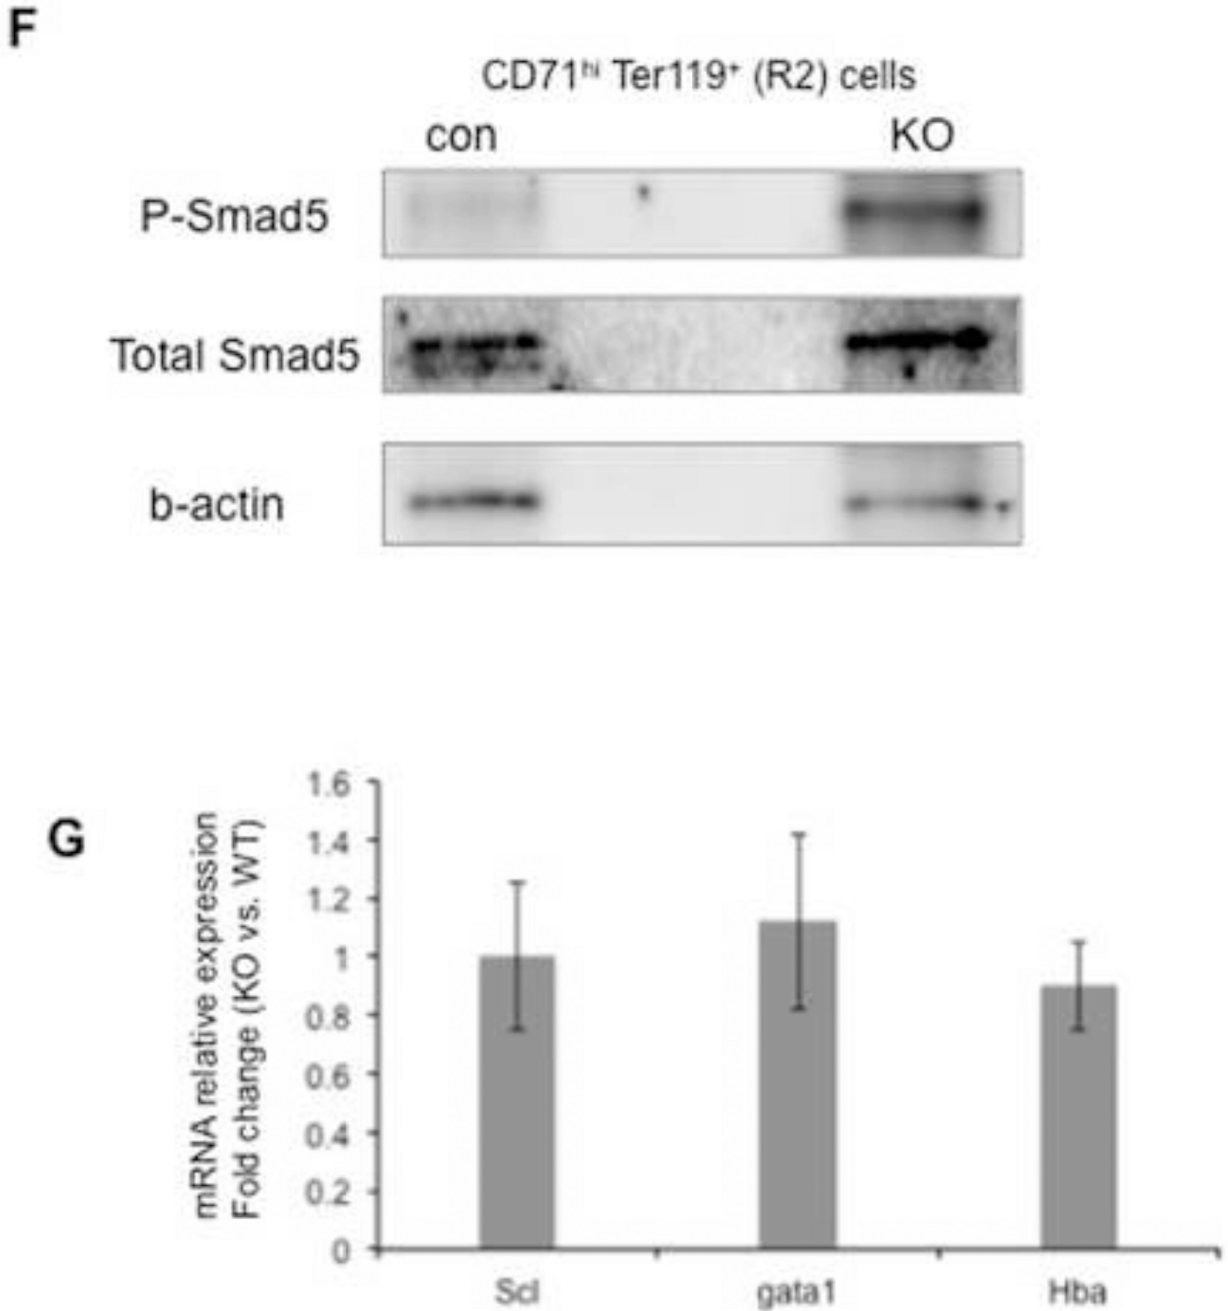 F
CD71ʰⁱ Ter119⁺ (R2) cells
con KO
P-Smad5
Total Smad5
b-actin
G
mRNA relative expression
Fold change (KO vs. WT)
1.6
1.4
1.2
1
0.8
0.6
0.4
0.2
0
Scl gata1 Hba